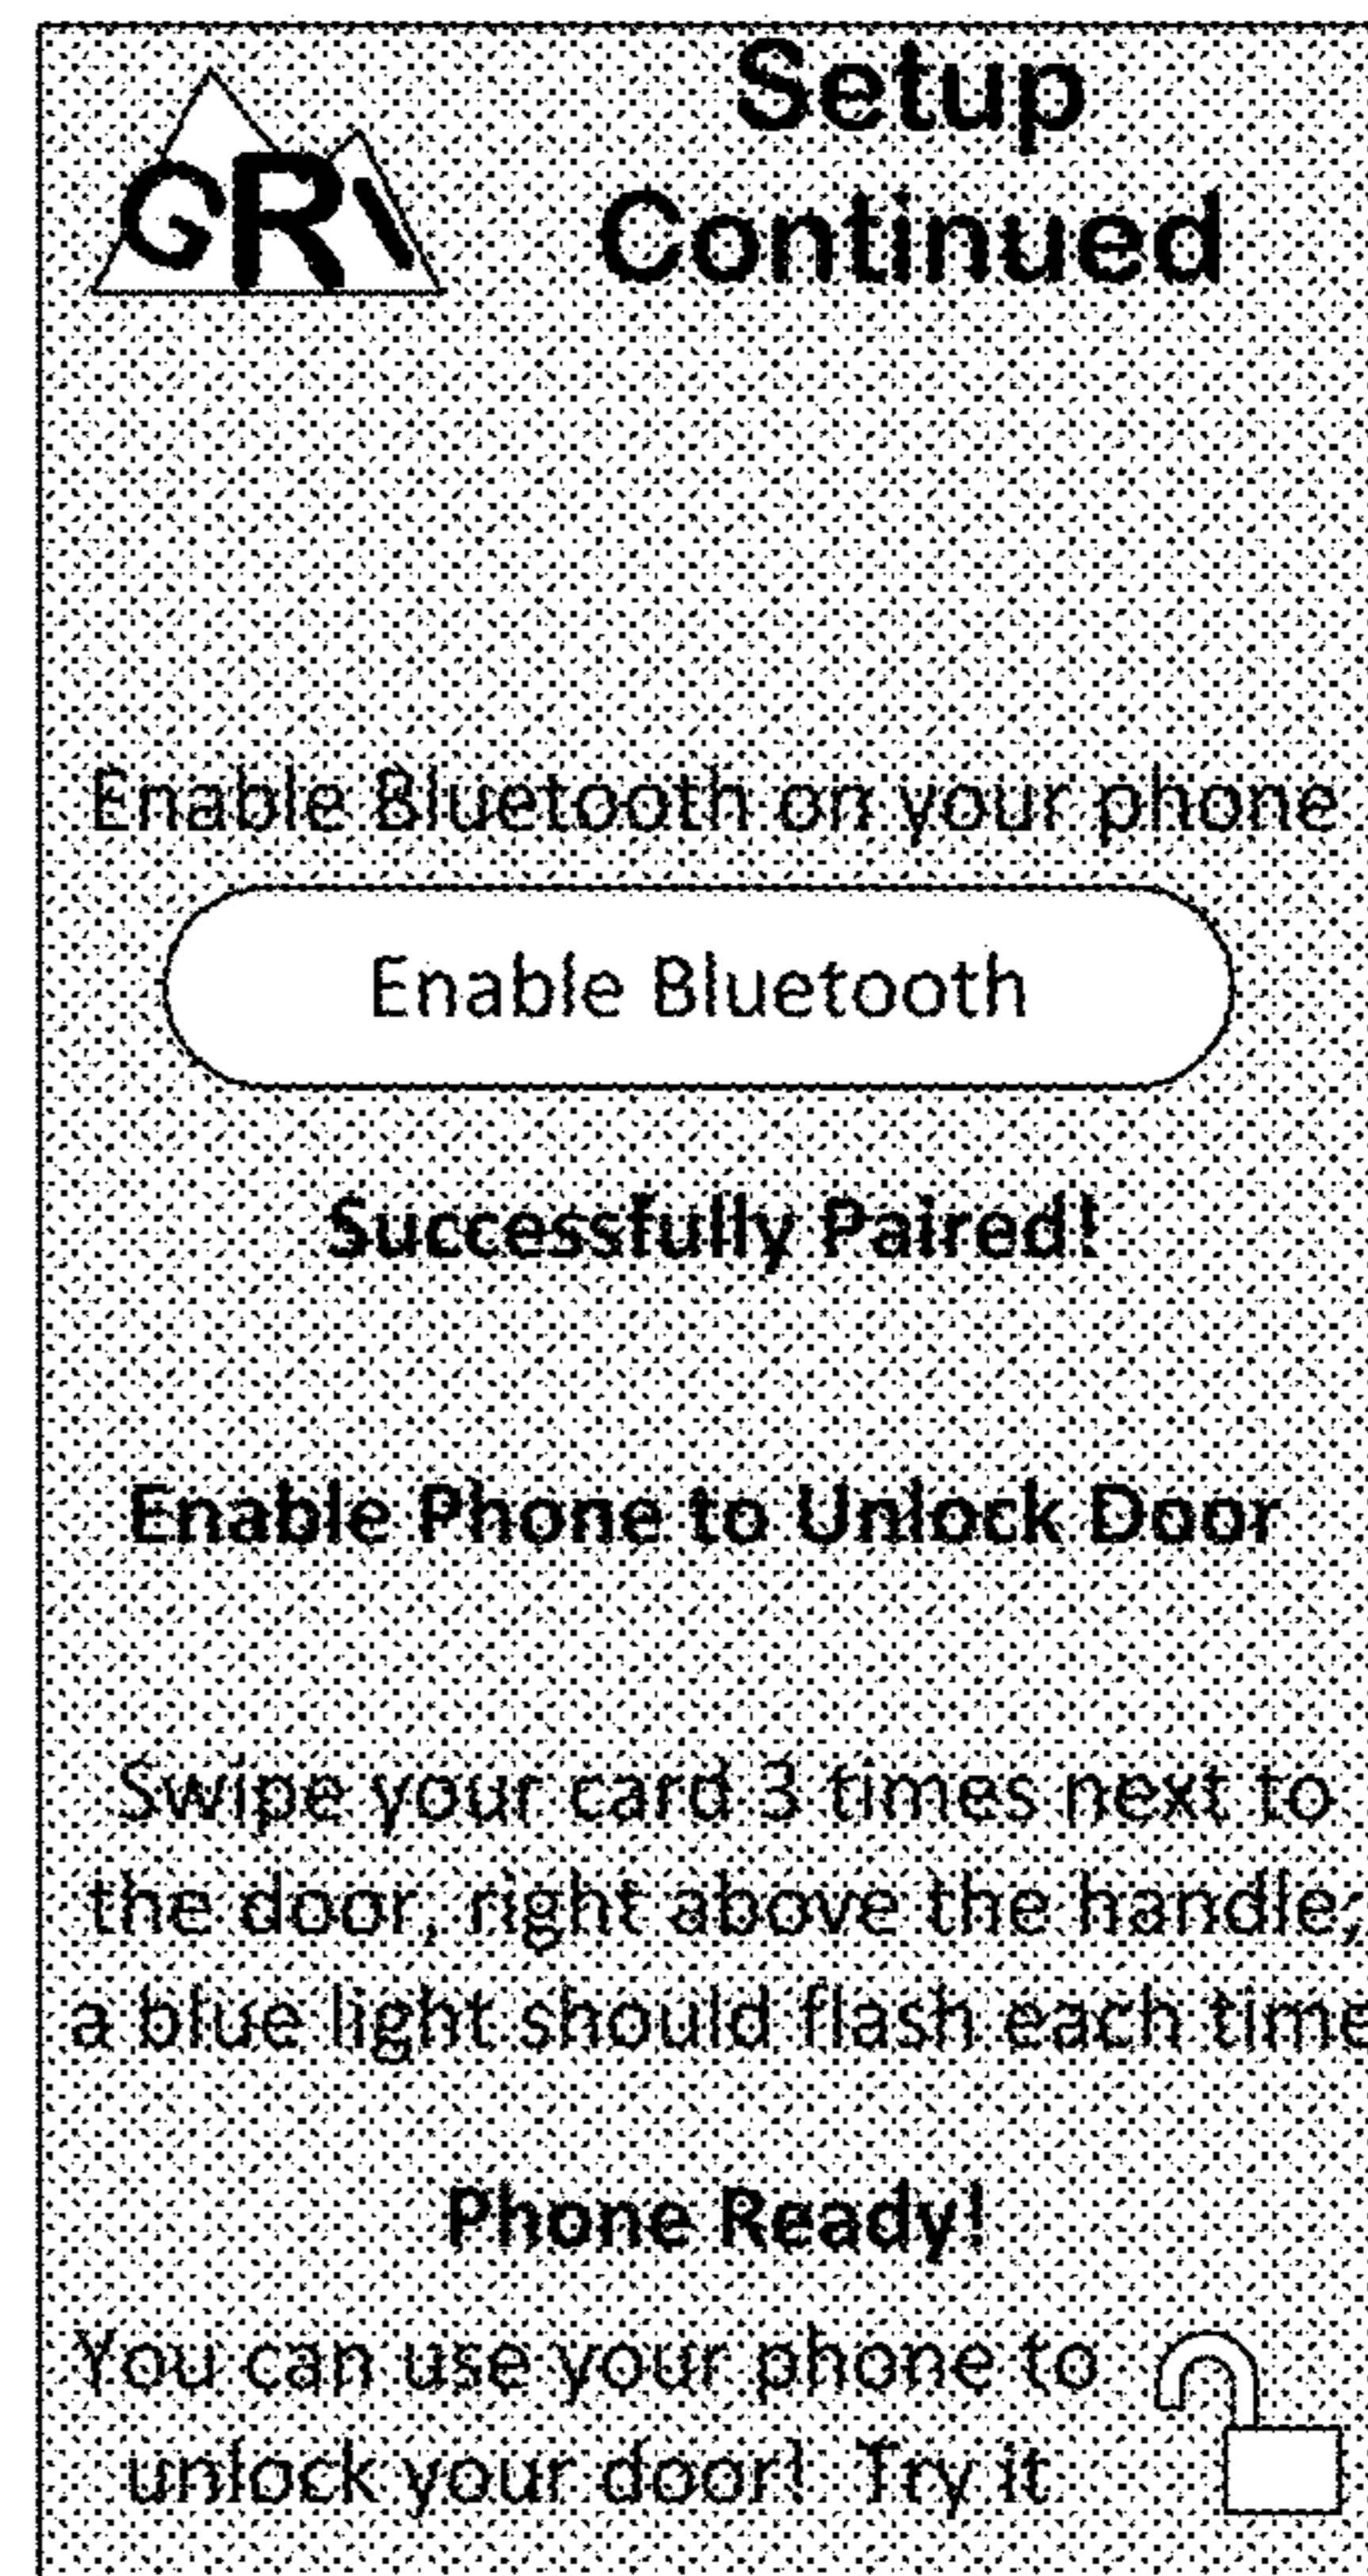 GRI
Setup
Continued
Enable Bluetooth on your phone
Enable Bluetooth
Successfully Paired!
Enable Phone to Unlock Door
Swipe your card 3 times next to
the door, right above the handle,
a blue light should flash each time
Phone Ready!
You can use your phone to
unlock your door! Try it